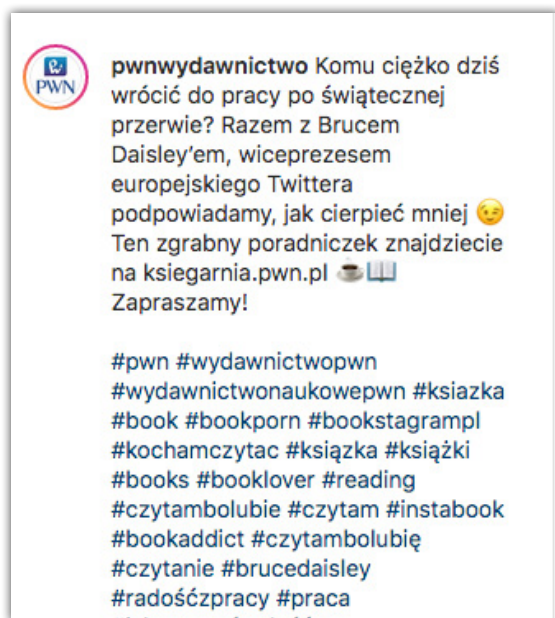 PWN
pwnwydawnictwo Komu ciężko dziś
wrócić do pracy po świątecznej
przerwie? Razem z Brucem
Daisley'em, wiceprezesem
europejskiego Twittera
podpowiadamy, jak cierpieć mniej 😉
Ten zgrabny poradniczek znajdziecie
na ksiegarnia.pwn.pl ☕📖
Zapraszamy!
#pwn #wydawnictwopwn
#wydawnictwonaukowepwn #ksiazka
#book #bookporn #bookstagrampl
#kochamczytac #ksiązka #książki
#books #booklover #reading
#czytambolubie #czytam #instabook
#bookaddict #czytambolubię
#czytanie #brucedaisley
#radośćzpracy #praca